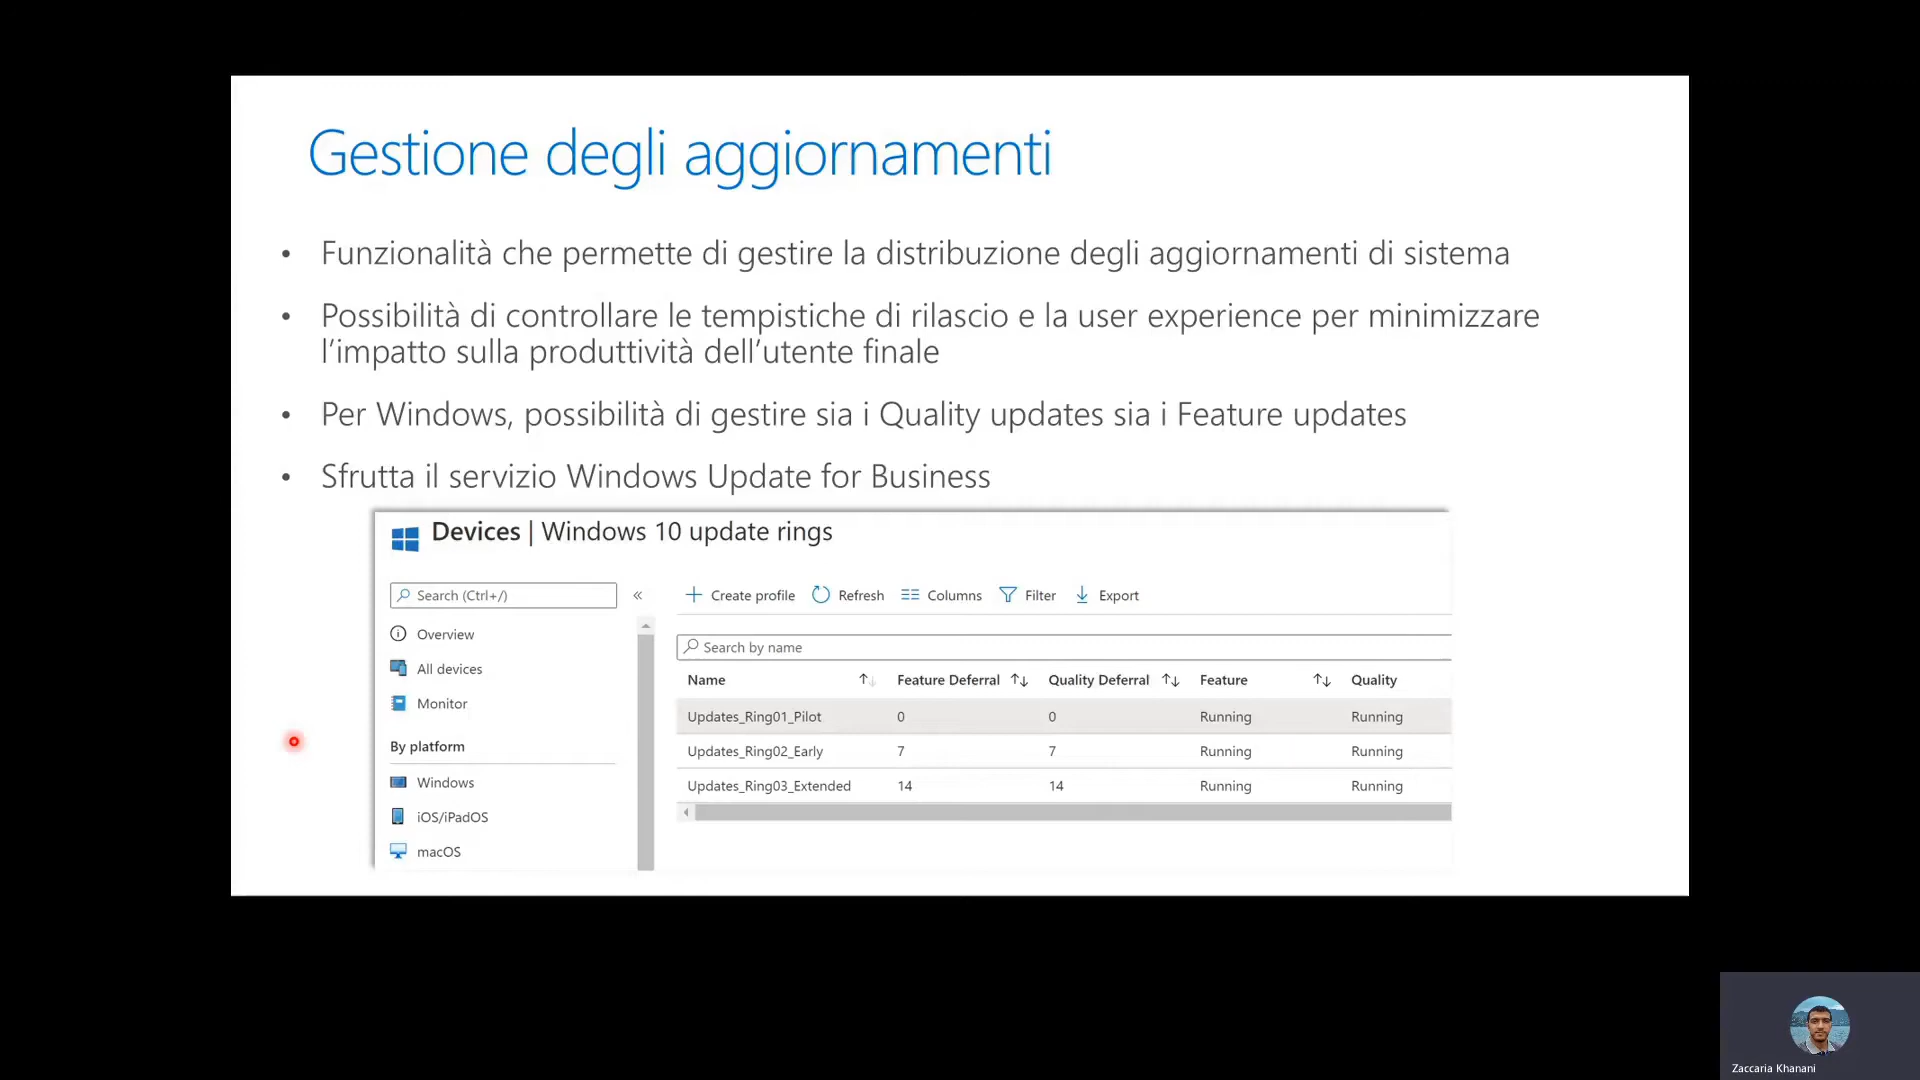 Gestione degli aggiornamenti
• Funzionalità che permette di gestire la distribuzione degli aggiornamenti di sistema
• Possibilità di controllare le tempistiche di rilascio e la user experience per minimizzare
l’impatto sulla produttività dell’utente finale
• Per Windows, possibilità di gestire sia i Quality updates sia i Feature updates
• Sfrutta il servizio Windows Update for Business
Devices | Windows 10 update rings
Search (Ctrl+/)
«
Overview
All devices
Monitor
By platform
Windows
iOS/iPadOS
macOS
Create profile Refresh Columns Filter Export
Search by name
Name Feature Deferral Quality Deferral Feature Quality
Updates_Ring01_Pilot 0 0 Running Running
Updates_Ring02_Early 7 7 Running Running
Updates_Ring03_Extended 14 14 Running Running
Zaccaria Khanani